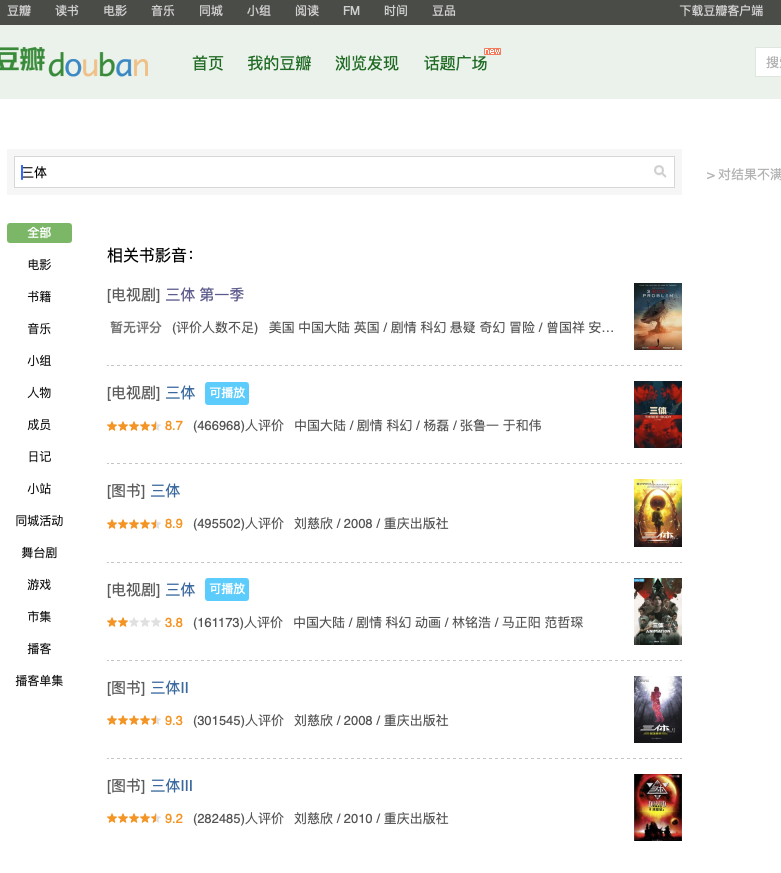 豆瓣 读书 电影 音乐 同城 小组 阅读 FM 时间 豆品 下载豆瓣客户端
豆瓣 douban 首页 我的豆瓣 浏览发现 话题广场 new
三体
> 对结果不满
全部
电影
书籍
音乐
小组
人物
成员
日记
小站
同城活动
舞台剧
游戏
市集
播客
播客单集
相关书影音：
[电视剧] 三体 第一季
暂无评分 (评价人数不足) 美国 中国大陆 英国 / 剧情 科幻 悬疑 奇幻 冒险 / 曾国祥 安...
[电视剧] 三体 可播放
8.7 (466968)人评价 中国大陆 / 剧情 科幻 / 杨磊 / 张鲁一 于和伟
三体
[图书] 三体
8.9 (495502)人评价 刘慈欣 / 2008 / 重庆出版社
三体
[电视剧] 三体 可播放
3.8 (161173)人评价 中国大陆 / 剧情 科幻 动画 / 林铭浩 / 马正阳 范哲琛
[图书] 三体II
9.3 (301545)人评价 刘慈欣 / 2008 / 重庆出版社
三体
[图书] 三体III
9.2 (282485)人评价 刘慈欣 / 2010 / 重庆出版社